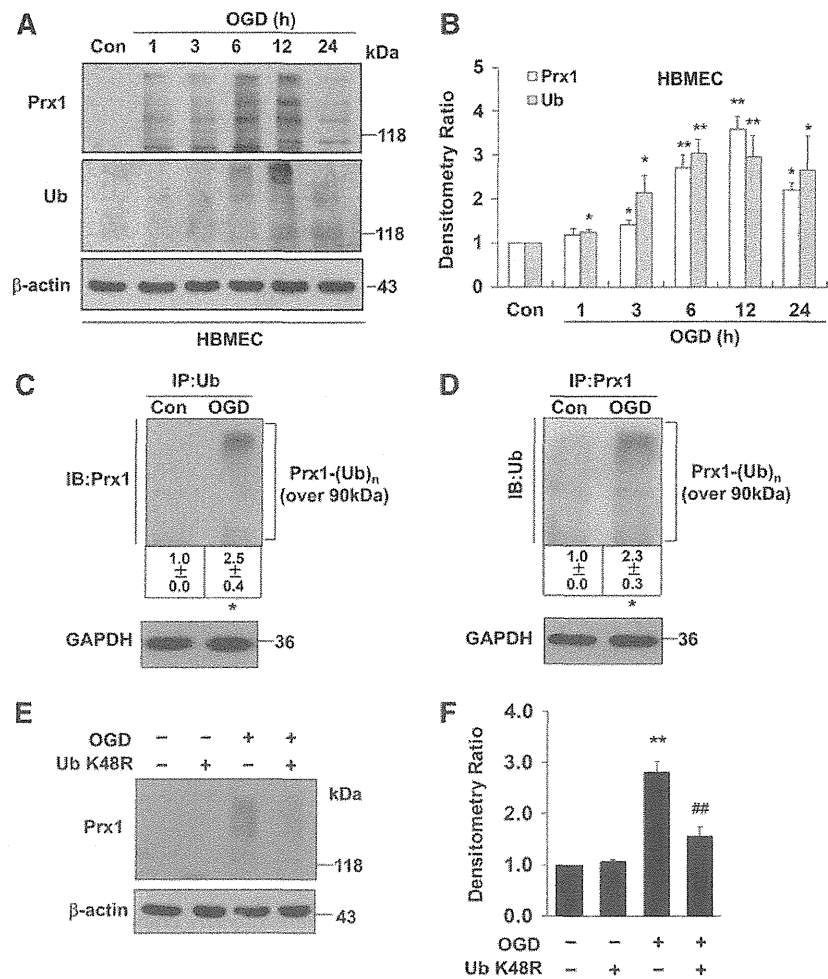 A
OGD (h)
Con 1 3 6 12 24 kDa
Prx1
118
Ub
118
β-actin
43
HBMEC
B
HBMEC
Prx1
Ub
Densitometry Ratio
5
4
3
2
1
0
* * * ** ** ** ** * *
Con 1 3 6 12 24
OGD (h)
C
IP:Ub
Con OGD
IB:Prx1
Prx1-(Ub)n
(over 90kDa)
1.0 2.5
± ±
0.0 0.4
*
GAPDH
36
D
IP:Prx1
Con OGD
IB:Ub
Prx1-(Ub)n
(over 90kDa)
1.0 2.3
± ±
0.0 0.3
*
GAPDH
36
E
OGD – – + +
Ub K48R – + – +
kDa
Prx1
118
β-actin
43
F
Densitometry Ratio
4.0
3.0
2.0
1.0
0.0
**
##
OGD – – + +
Ub K48R – + – +